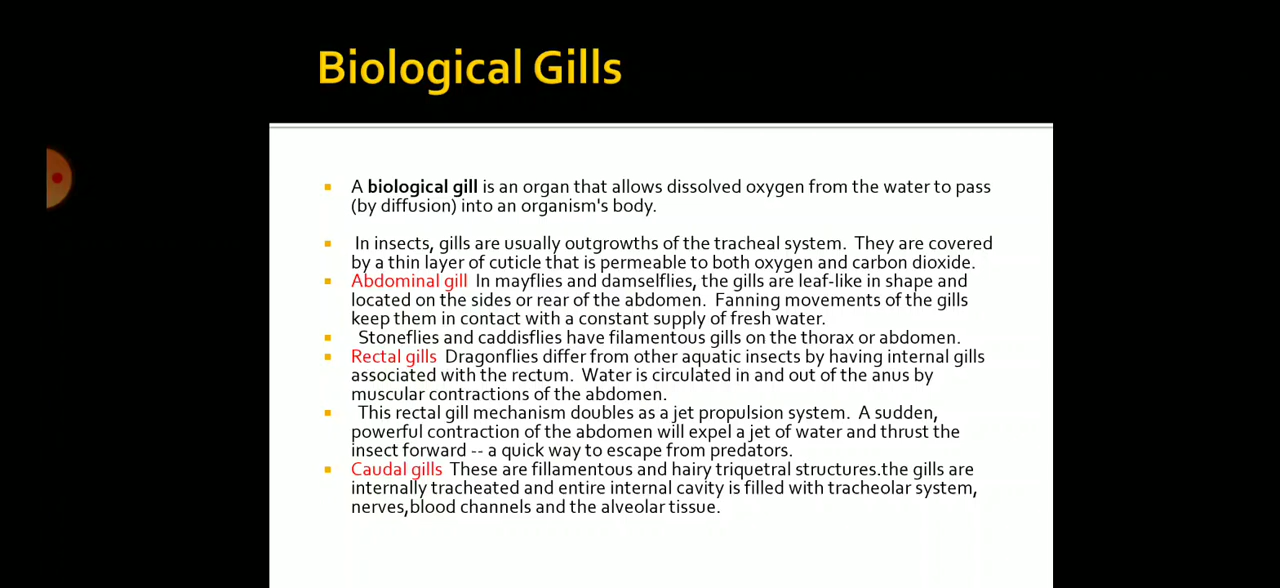 Biological Gills
A biological gill is an organ that allows dissolved oxygen from the water to pass
(by diffusion) into an organism's body.
In insects, gills are usually outgrowths of the tracheal system. They are covered
by a thin layer of cuticle that is permeable to both oxygen and carbon dioxide.
Abdominal gill In mayflies and damselflies, the gills are leaf-like in shape and
located on the sides or rear of the abdomen. Fanning movements of the gills
keep them in contact with a constant supply of fresh water.
Stoneflies and caddisflies have filamentous gills on the thorax or abdomen.
Rectal gills Dragonflies differ from other aquatic insects by having internal gills
associated with the rectum. Water is circulated in and out of the anus by
muscular contractions of the abdomen.
This rectal gill mechanism doubles as a jet propulsion system. A sudden,
powerful contraction of the abdomen will expel a jet of water and thrust the
insect forward -- a quick way to escape from predators.
Caudal gills These are fillamentous and hairy triquetral structures.the gills are
internally tracheated and entire internal cavity is filled with tracheolar system,
nerves,blood channels and the alveolar tissue.